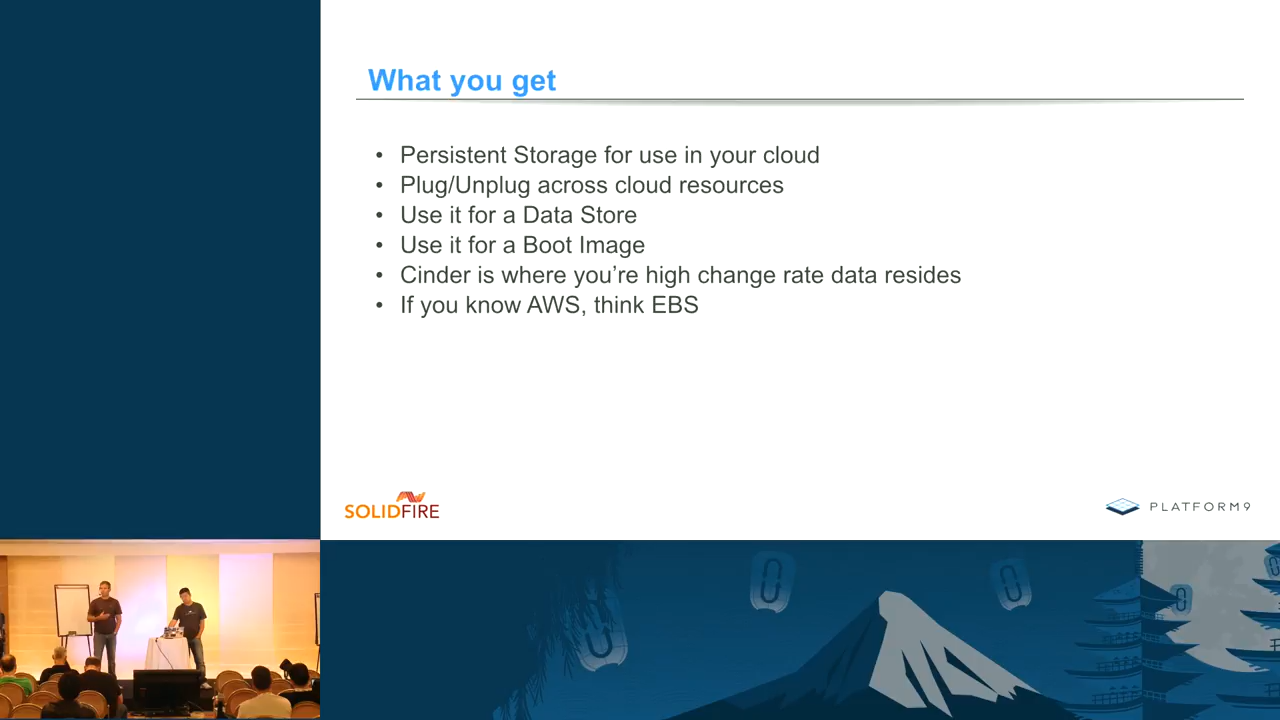 What you get
• Persistent Storage for use in your cloud
• Plug/Unplug across cloud resources
• Use it for a Data Store
• Use it for a Boot Image
• Cinder is where you’re high change rate data resides
• If you know AWS, think EBS
SOLIDFIRE
PLATFORM9